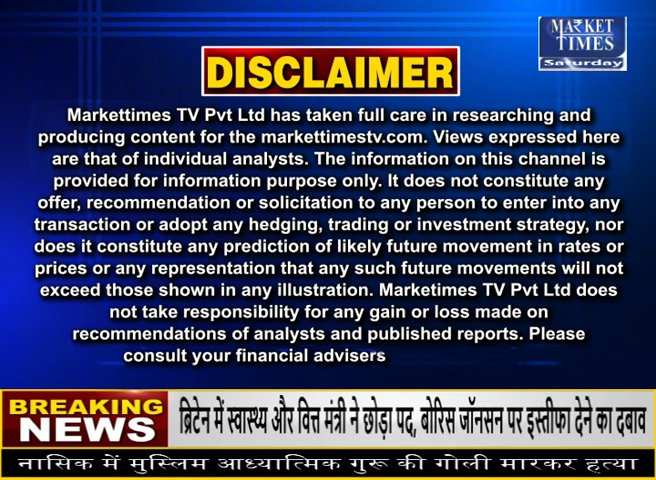 MARKET
TIMES
Saturday
DISCLAIMER
Markettimes TV Pvt Ltd has taken full care in researching and
producing content for the markettimestv.com. Views expressed here
are that of individual analysts. The information on this channel is
provided for information purpose only. It does not constitute any
offer, recommendation or solicitation to any person to enter into any
transaction or adopt any hedging, trading or investment strategy, nor
does it constitute any prediction of likely future movement in rates or
prices or any representation that any such future movements will not
exceed those shown in any illustration. Marketimes TV Pvt Ltd does
not take responsibility for any gain or loss made on
recommendations of analysts and published reports. Please
consult your financial advisers
BREAKING
NEWS
ब्रिटेन में स्वास्थ्य और वित्त मंत्री ने छोड़ा पद, बोरिस जॉनसन पर इस्तीफा देने का दबाव
नासिक में मुस्लिम आध्यात्मिक गुरू की गोली मारकर हत्या